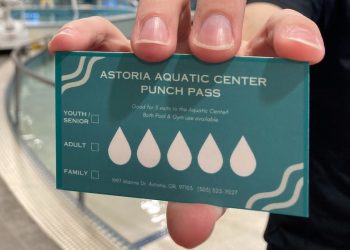 ASTORIA AQUATIC CENTER
PUNCH PASS
Good for 5 visits to the Aquatic Center!
Both Pool & Gym use available
YOUTH /
SENIOR
ADULT
FAMILY
1997 Marine Dr. Astoria, OR, 97103 (503) 325-7027